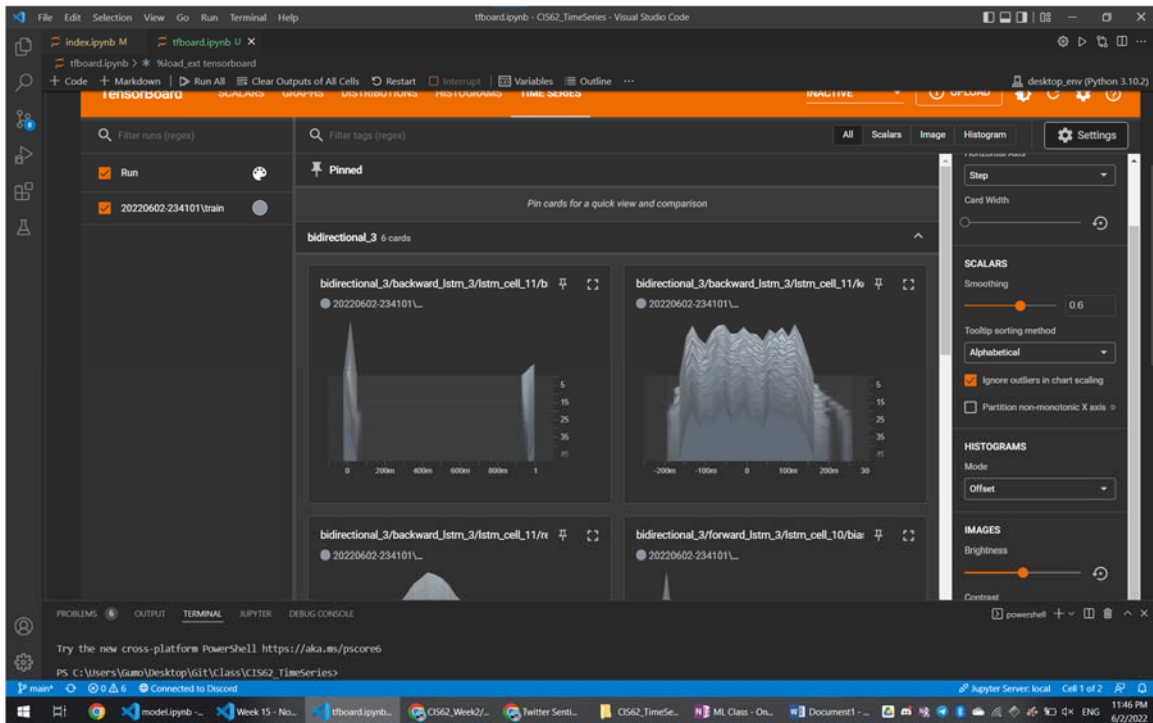 File Edit Selection View Go Run Terminal Help
tfboard.ipynb - CIS62_TimeSeries - Visual Studio Code
index.ipynb M
tfboard.ipynb U
tfboard.ipynb > %load_ext tensorboard
+ Code + Markdown Run All Clear Outputs of All Cells Restart Interrupt Variables Outline ...
desktop_env (Python 3.10.2)
TensorBoard SCALARS GRAPHS DISTRIBUTIONS HISTOGRAMS TIME SERIES INACTIVE UPLOAD
Filter runs (regex)
Run
20220602-234101\train
Filter tags (regex)
All Scalars Image Histogram
Settings
Pinned
Pin cards for a quick view and comparison
bidirectional_3 6 cards
bidirectional_3/backward_lstm_3/lstm_cell_11/b
20220602-234101\...
5
15
25
35
45
0 200m 400m 600m 800m 1
bidirectional_3/backward_lstm_3/lstm_cell_11/k
20220602-234101\...
5
15
25
35
45
-200m -100m 0 100m 200m 30
bidirectional_3/backward_lstm_3/lstm_cell_11/re
20220602-234101\...
bidirectional_3/forward_lstm_3/lstm_cell_10/bia
20220602-234101\...
Horizontal Axis
Step
Card Width
SCALARS
Smoothing
0.6
Tooltip sorting method
Alphabetical
Ignore outliers in chart scaling
Partition non-monotonic X axis
HISTOGRAMS
Mode
Offset
IMAGES
Brightness
Contrast
PROBLEMS 6 OUTPUT TERMINAL JUPYTER DEBUG CONSOLE
powershell
Try the new cross-platform PowerShell https://aka.ms/pscore6
PS C:\Users\Gumo\Desktop\Git\Class\CIS62_TimeSeries>
main* 0 6 Connected to Discord
Jupyter Server: local Cell 1 of 2
model.ipynb -... Week 15 - No... tfboard.ipynb... CIS62_Week2/... Twitter Senti... CIS62_TimeSe... ML Class - On... Document1 -...
ENG
11:46 PM
6/2/2022